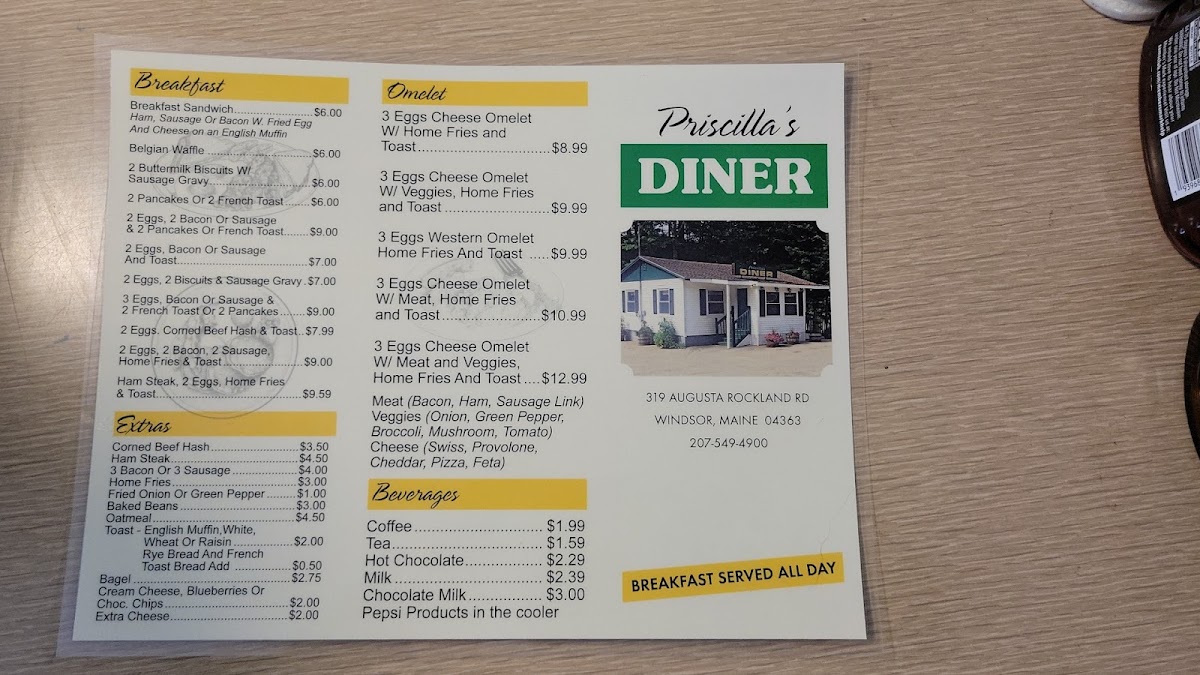 Breakfast
Breakfast Sandwich..............................$6.00
Ham, Sausage Or Bacon W. Fried Egg
And Cheese on an English Muffin
Belgian Waffle ..............................$6.00
2 Buttermilk Biscuits W/
Sausage Gravy..............................$6.00
2 Pancakes Or 2 French Toast.......$6.00
2 Eggs, 2 Bacon Or Sausage
& 2 Pancakes Or French Toast.......$9.00
2 Eggs, Bacon Or Sausage
And Toast..............................$7.00
2 Eggs, 2 Biscuits & Sausage Gravy.$7.00
3 Eggs, Bacon Or Sausage &
2 French Toast Or 2 Pancakes........$9.00
2 Eggs. Corned Beef Hash & Toast..$7.99
2 Eggs, 2 Bacon, 2 Sausage,
Home Fries & Toast........................$9.00
Ham Steak, 2 Eggs, Home Fries
& Toast..............................$9.59
Extras
Corned Beef Hash..........................$3.50
Ham Steak..............................$4.50
3 Bacon Or 3 Sausage....................$4.00
Home Fries..............................$3.00
Fried Onion Or Green Pepper.........$1.00
Baked Beans..............................$3.00
Oatmeal..............................$4.50
Toast - English Muffin,White,
Wheat Or Raisin..................$2.00
Rye Bread And French
Toast Bread Add ..................$0.50
Bagel..............................$2.75
Cream Cheese, Blueberries Or
Choc. Chips..............................$2.00
Extra Cheese..............................$2.00
Omelet
3 Eggs Cheese Omelet
W/ Home Fries and
Toast..............................$8.99
3 Eggs Cheese Omelet
W/ Veggies, Home Fries
and Toast ........................$9.99
3 Eggs Western Omelet
Home Fries And Toast .....$9.99
3 Eggs Cheese Omelet
W/ Meat, Home Fries
and Toast........................$10.99
3 Eggs Cheese Omelet
W/ Meat and Veggies,
Home Fries And Toast ....$12.99
Meat (Bacon, Ham, Sausage Link)
Veggies (Onion, Green Pepper,
Broccoli, Mushroom, Tomato)
Cheese (Swiss, Provolone,
Cheddar, Pizza, Feta)
Beverages
Coffee........................ $1.99
Tea.............................. $1.59
Hot Chocolate................ $2.29
Milk .............................. $2.39
Chocolate Milk................ $3.00
Pepsi Products in the cooler
Priscilla's
DINER
DINER
319 AUGUSTA ROCKLAND RD
WINDSOR, MAINE 04363
207-549-4900
BREAKFAST SERVED ALL DAY